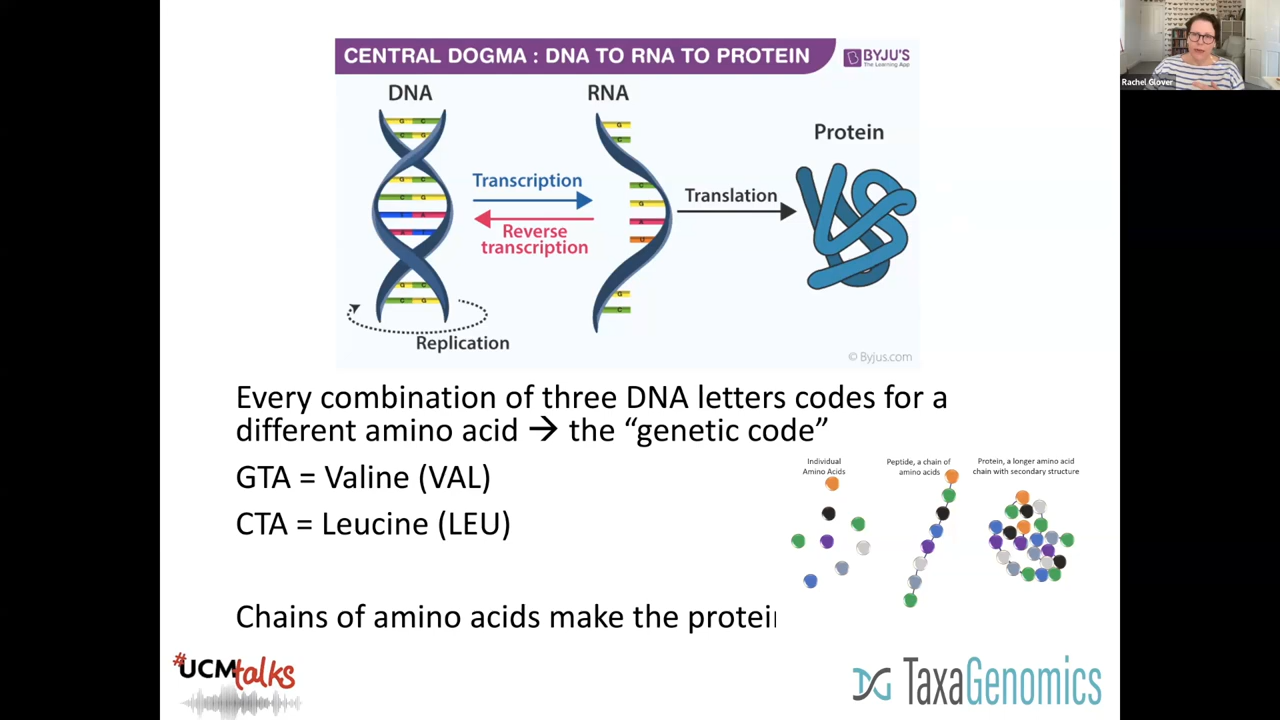 CENTRAL DOGMA : DNA TO RNA TO PROTEIN
BYJU'S
The Learning App
DNA
RNA
Protein
G C
C G
G
C
G C
C G
T A
A T
Transcription
Reverse
transcription
C
G
A
U
Translation
G C
C G
G
C
Replication
© Byjus.com
Every combination of three DNA letters codes for a
different amino acid → the “genetic code”
GTA = Valine (VAL)
CTA = Leucine (LEU)
Individual
Amino Acids
Peptide, a chain of
amino acids
Protein, a longer amino acid
chain with secondary structure
Chains of amino acids make the protein
#UCMtalks
TaxaGenomics
Rachel Glover